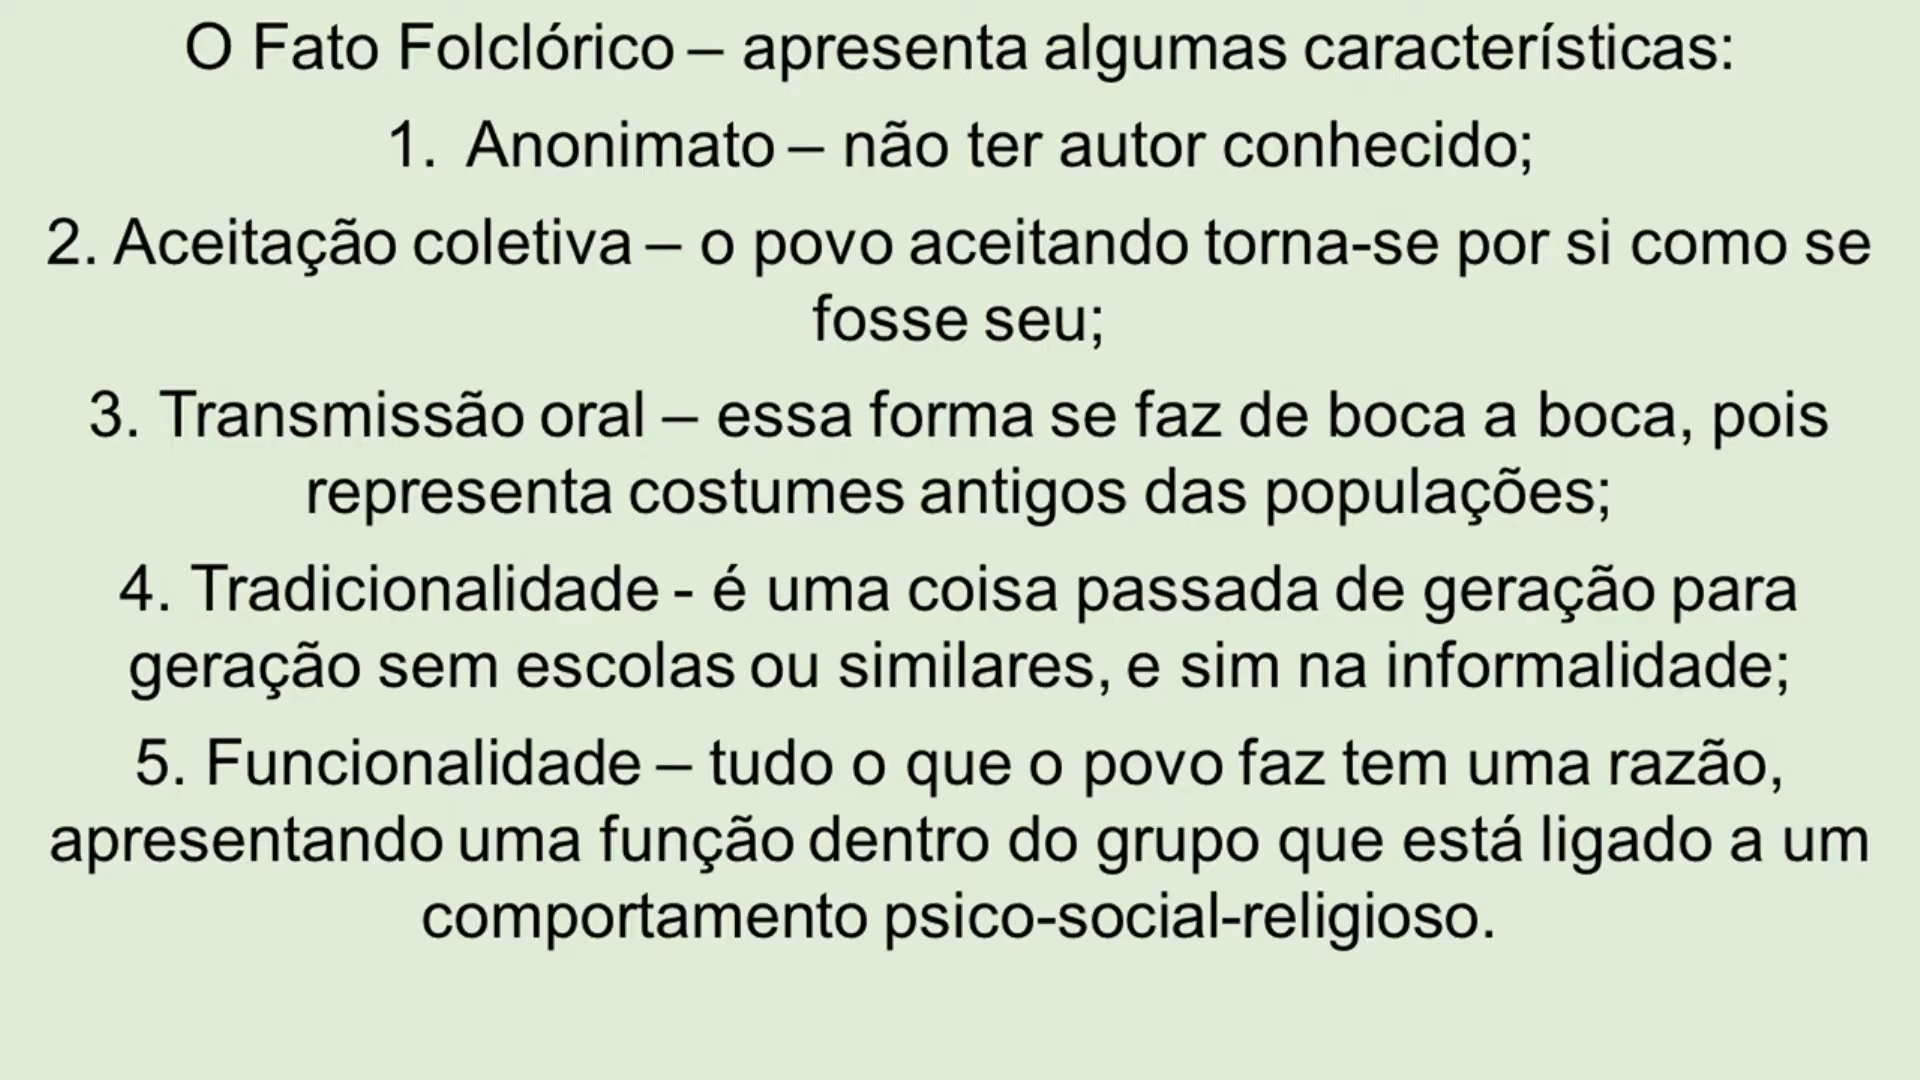 O Fato Folclórico – apresenta algumas características:
1. Anonimato – não ter autor conhecido;
2. Aceitação coletiva – o povo aceitando torna-se por si como se
fosse seu;
3. Transmissão oral – essa forma se faz de boca a boca, pois
representa costumes antigos das populações;
4. Tradicionalidade - é uma coisa passada de geração para
geração sem escolas ou similares, e sim na informalidade;
5. Funcionalidade – tudo o que o povo faz tem uma razão,
apresentando uma função dentro do grupo que está ligado a um
comportamento psico-social-religioso.